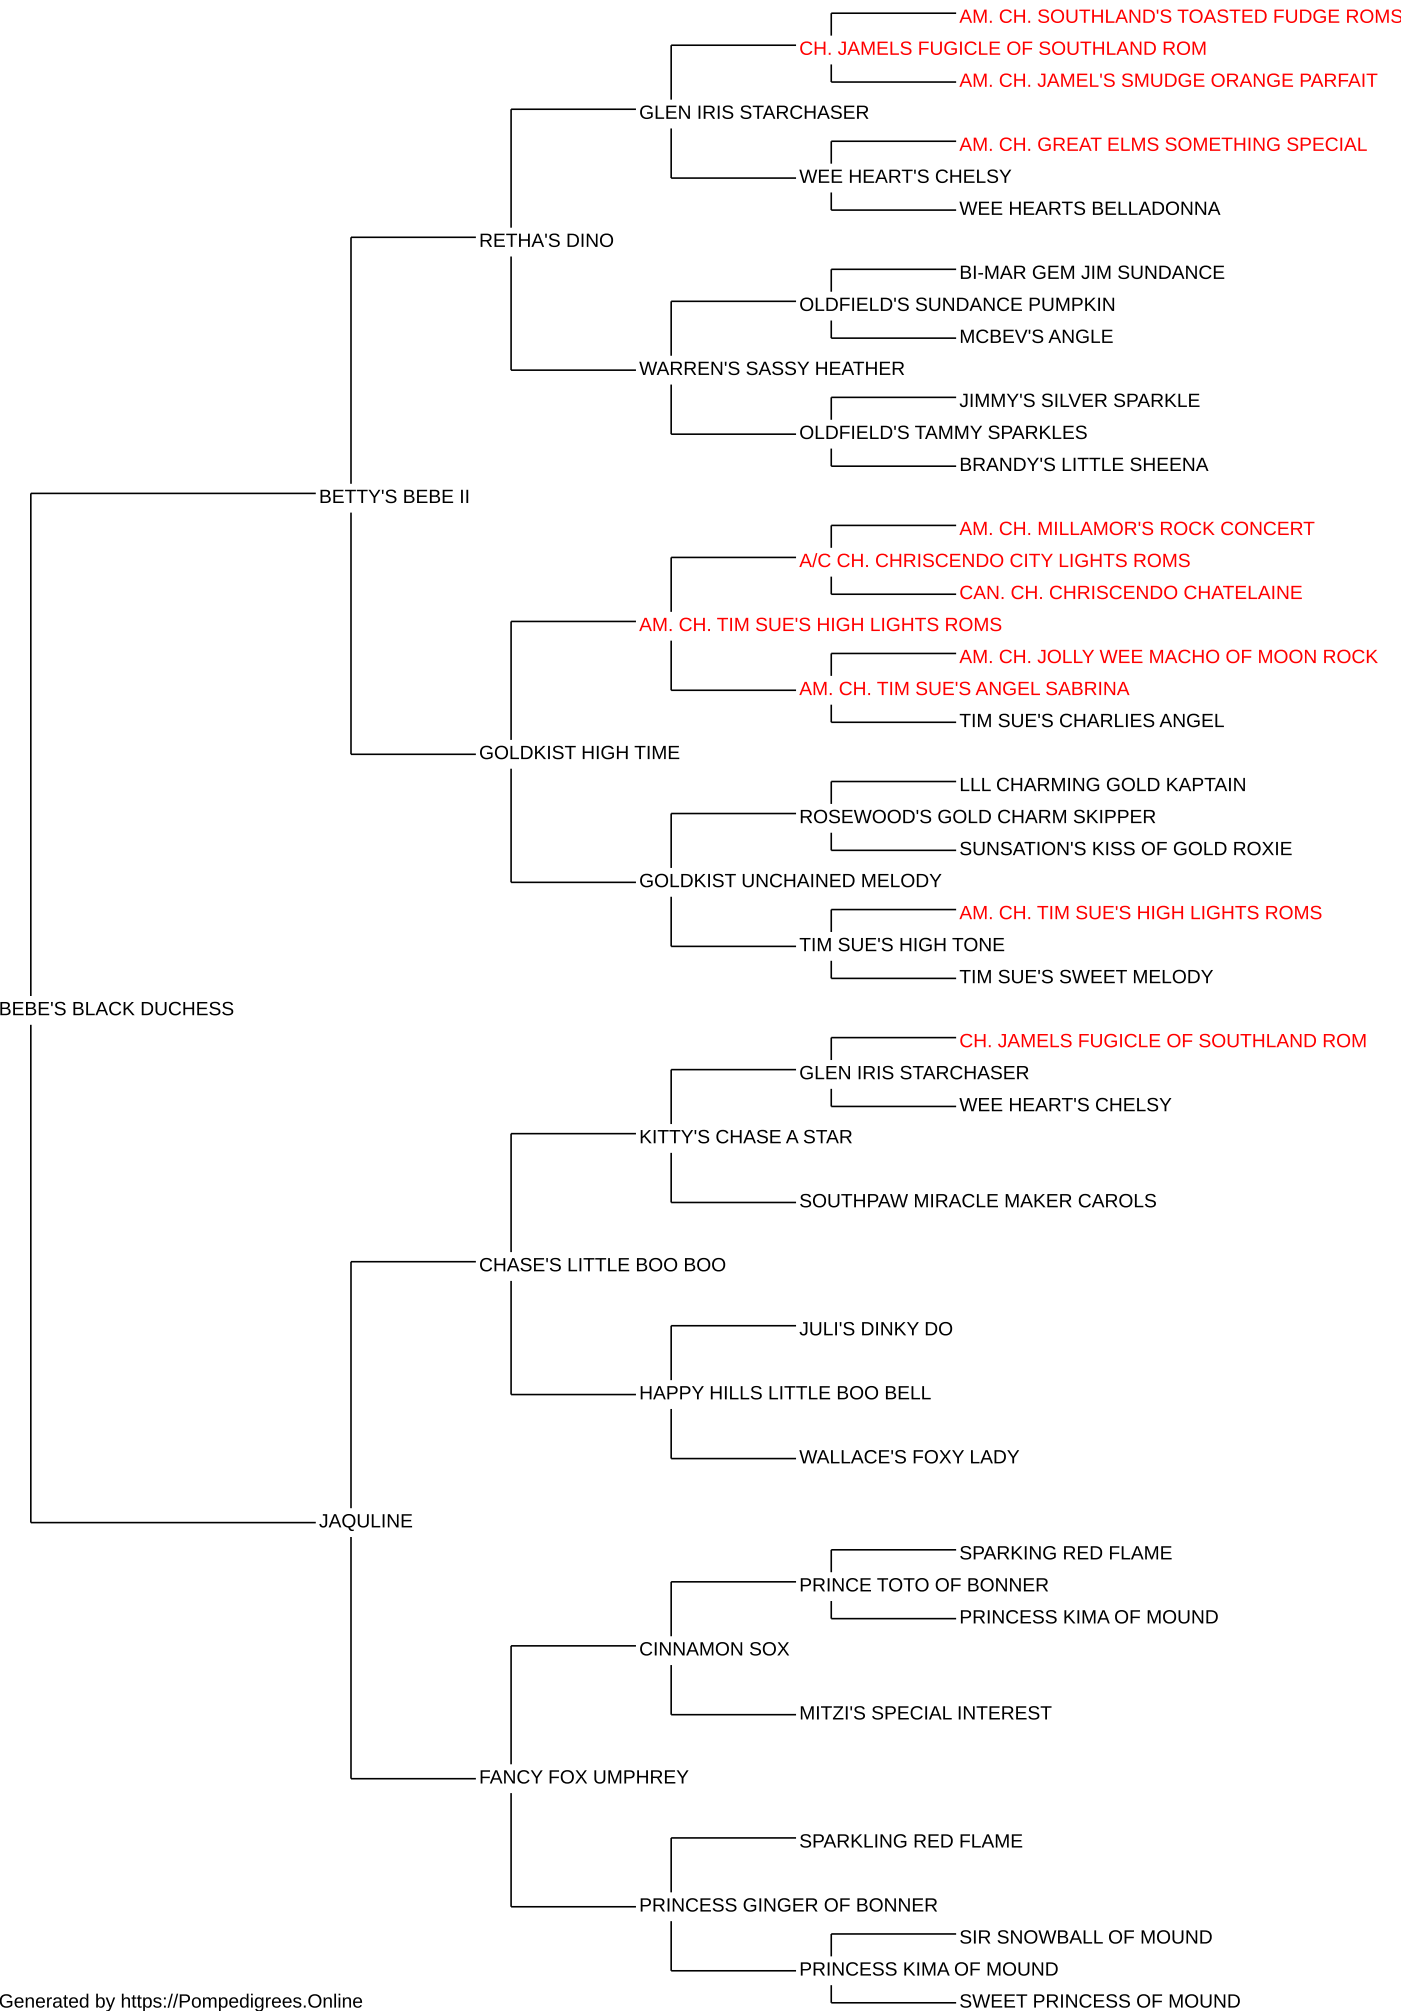 AM. CH. SOUTHLAND'S TOASTED FUDGE ROMS
CH. JAMELS FUGICLE OF SOUTHLAND ROM
AM. CH. JAMEL'S SMUDGE ORANGE PARFAIT
GLEN IRIS STARCHASER
AM. CH. GREAT ELMS SOMETHING SPECIAL
WEE HEART'S CHELSY
WEE HEARTS BELLADONNA
RETHA'S DINO
BI-MAR GEM JIM SUNDANCE
OLDFIELD'S SUNDANCE PUMPKIN
MCBEV'S ANGLE
WARREN'S SASSY HEATHER
JIMMY'S SILVER SPARKLE
OLDFIELD'S TAMMY SPARKLES
BRANDY'S LITTLE SHEENA
BETTY'S BEBE II
AM. CH. MILLAMOR'S ROCK CONCERT
A/C CH. CHRISCENDO CITY LIGHTS ROMS
CAN. CH. CHRISCENDO CHATELAINE
AM. CH. TIM SUE'S HIGH LIGHTS ROMS
AM. CH. JOLLY WEE MACHO OF MOON ROCK
AM. CH. TIM SUE'S ANGEL SABRINA
TIM SUE'S CHARLIES ANGEL
GOLDKIST HIGH TIME
LLL CHARMING GOLD KAPTAIN
ROSEWOOD'S GOLD CHARM SKIPPER
SUNSATION'S KISS OF GOLD ROXIE
GOLDKIST UNCHAINED MELODY
AM. CH. TIM SUE'S HIGH LIGHTS ROMS
TIM SUE'S HIGH TONE
TIM SUE'S SWEET MELODY
BEBE'S BLACK DUCHESS
CH. JAMELS FUGICLE OF SOUTHLAND ROM
GLEN IRIS STARCHASER
WEE HEART'S CHELSY
KITTY'S CHASE A STAR
SOUTHPAW MIRACLE MAKER CAROLS
CHASE'S LITTLE BOO BOO
JULI'S DINKY DO
HAPPY HILLS LITTLE BOO BELL
WALLACE'S FOXY LADY
JAQULINE
SPARKING RED FLAME
PRINCE TOTO OF BONNER
PRINCESS KIMA OF MOUND
CINNAMON SOX
MITZI'S SPECIAL INTEREST
FANCY FOX UMPHREY
SPARKLING RED FLAME
PRINCESS GINGER OF BONNER
SIR SNOWBALL OF MOUND
PRINCESS KIMA OF MOUND
SWEET PRINCESS OF MOUND
Generated by https://Pompedigrees.Online